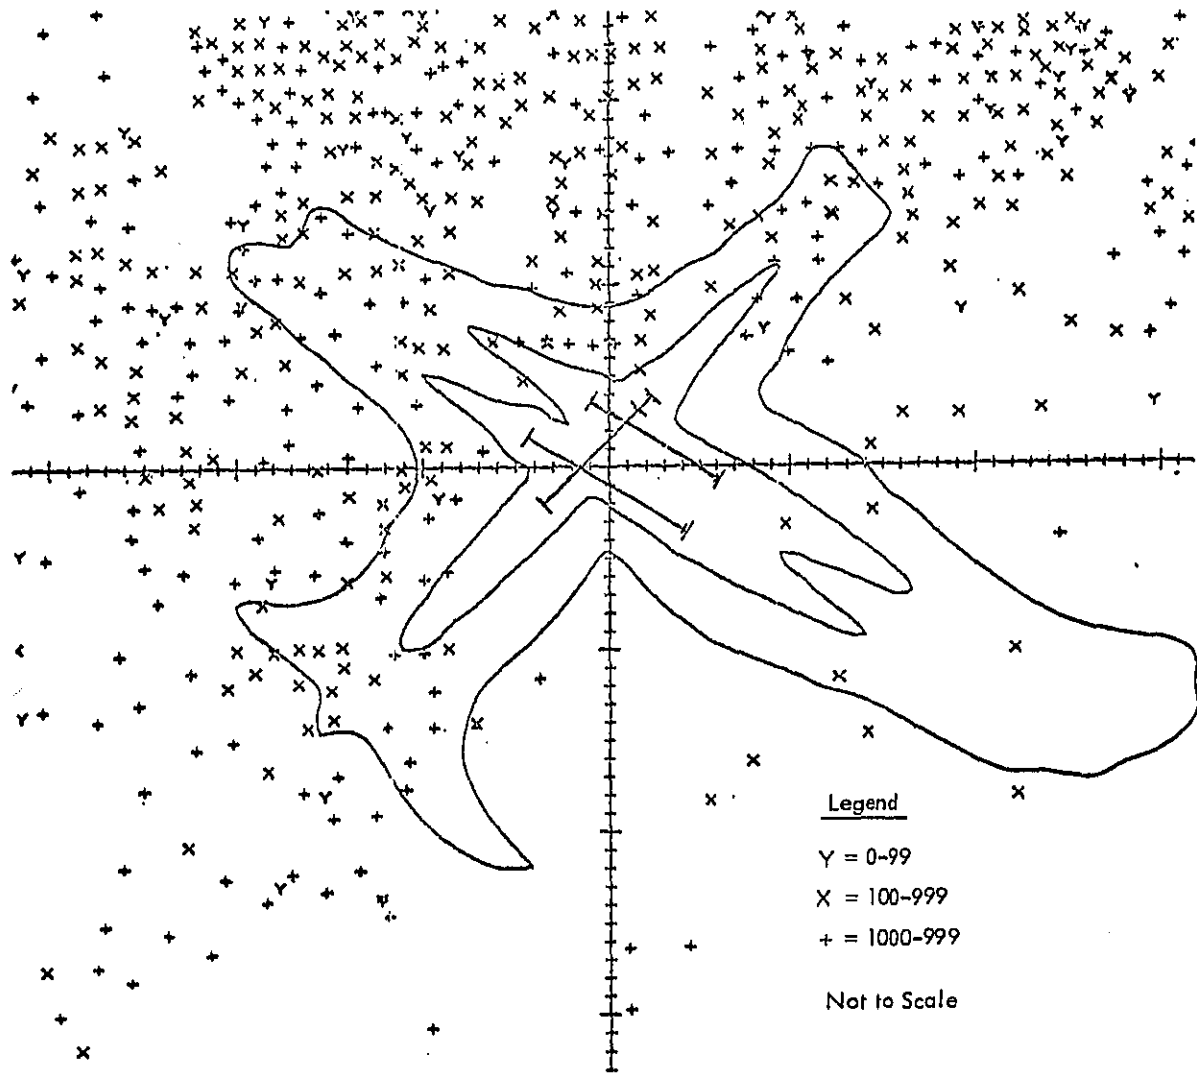 Legend
Y = 0-99
X = 100-999
+ = 1000-999
Not to Scale